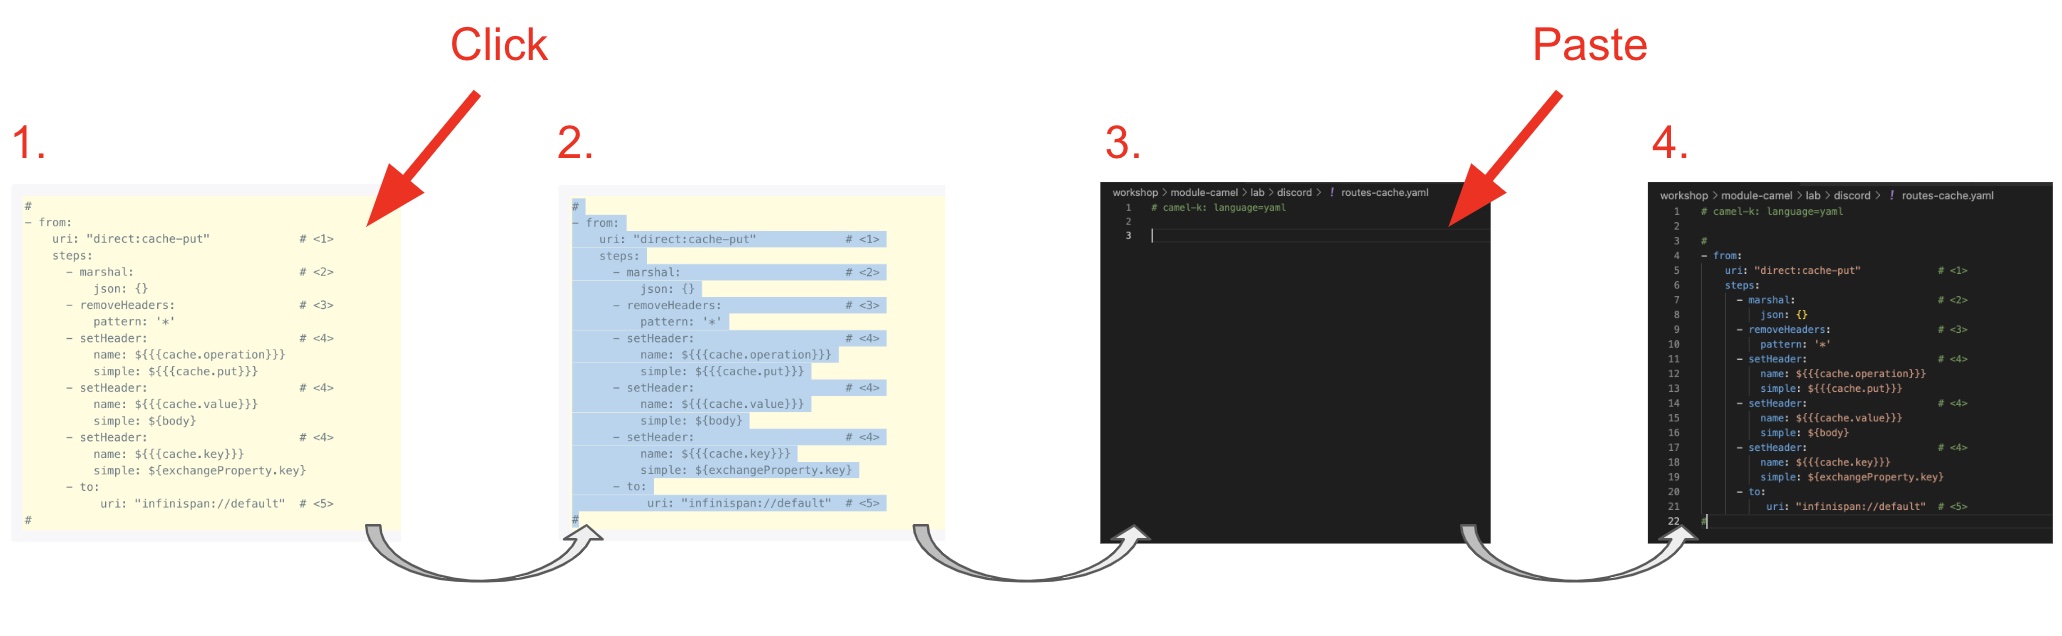 Click
Paste
1.
2.
3.
4.
#
- from:
    uri: "direct:cache-put"             # <1>
    steps:
      - marshal:                        # <2>
          json: {}
      - removeHeaders:                  # <3>
          pattern: '*'
      - setHeader:                      # <4>
          name: ${{{cache.operation}}}
          simple: ${{{cache.put}}}
      - setHeader:                      # <4>
          name: ${{{cache.value}}}
          simple: ${body}
      - setHeader:                      # <4>
          name: ${{{cache.key}}}
          simple: ${exchangeProperty.key}
      - to:
           uri: "infinispan://default"  # <5>
#
#
- from:
    uri: "direct:cache-put"             # <1>
    steps:
      - marshal:                        # <2>
          json: {}
      - removeHeaders:                  # <3>
          pattern: '*'
      - setHeader:                      # <4>
          name: ${{{cache.operation}}}
          simple: ${{{cache.put}}}
      - setHeader:                      # <4>
          name: ${{{cache.value}}}
          simple: ${body}
      - setHeader:                      # <4>
          name: ${{{cache.key}}}
          simple: ${exchangeProperty.key}
      - to:
           uri: "infinispan://default"  # <5>
#
workshop > module-camel > lab > discord > ! routes-cache.yaml
1 # camel-k: language=yaml
2
3
workshop > module-camel > lab > discord > ! routes-cache.yaml
1 # camel-k: language=yaml
2
3 #
4 - from:
5     uri: "direct:cache-put"             # <1>
6     steps:
7       - marshal:                        # <2>
8           json: {}
9       - removeHeaders:                  # <3>
10           pattern: '*'
11       - setHeader:                      # <4>
12           name: ${{{cache.operation}}}
13           simple: ${{{cache.put}}}
14       - setHeader:                      # <4>
15           name: ${{{cache.value}}}
16           simple: ${body}
17       - setHeader:                      # <4>
18           name: ${{{cache.key}}}
19           simple: ${exchangeProperty.key}
20       - to:
21            uri: "infinispan://default"  # <5>
22 #